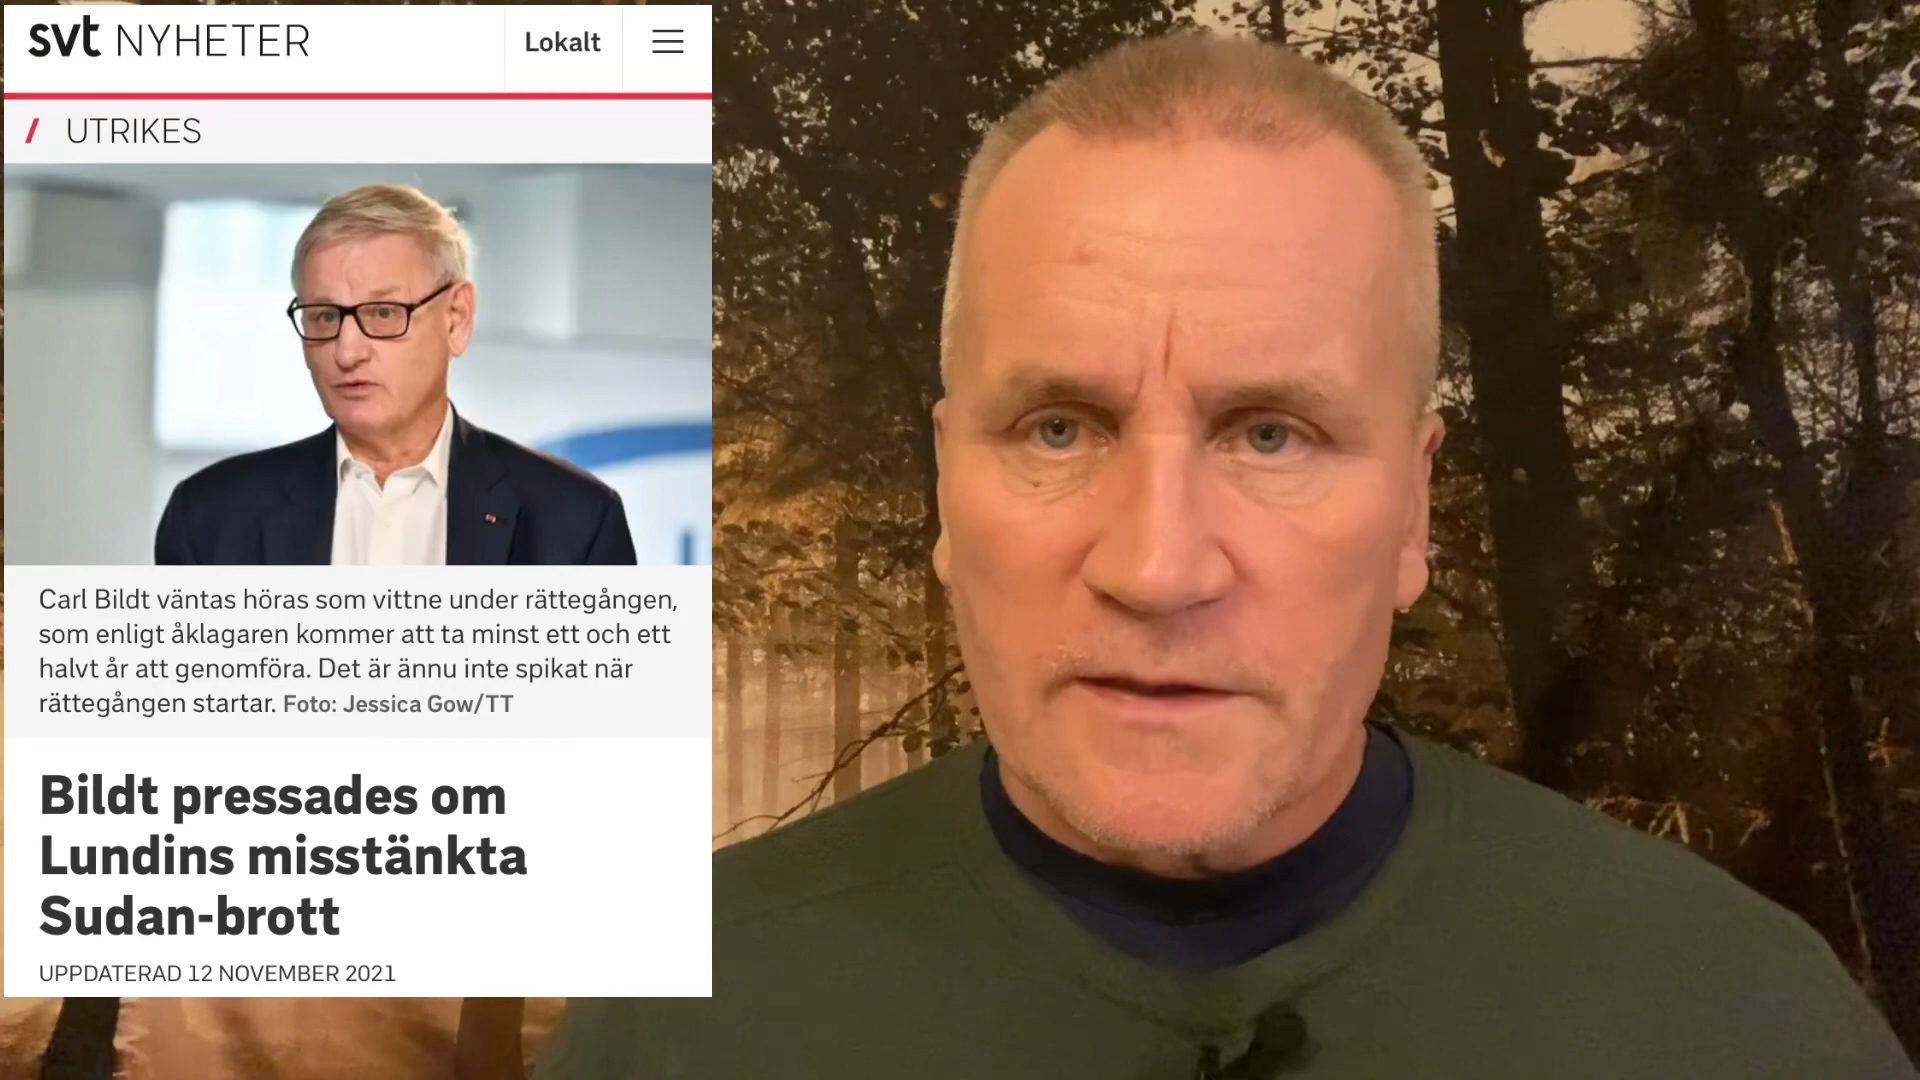 svt NYHETER
Lokalt
/ UTRIKES
Carl Bildt väntas höras som vittne under rättegången,
som enligt åklagaren kommer att ta minst ett och ett
halvt år att genomföra. Det är ännu inte spikat när
rättegången startar. Foto: Jessica Gow/TT
Bildt pressades om
Lundins misstänkta
Sudan-brott
UPPDATERAD 12 NOVEMBER 2021